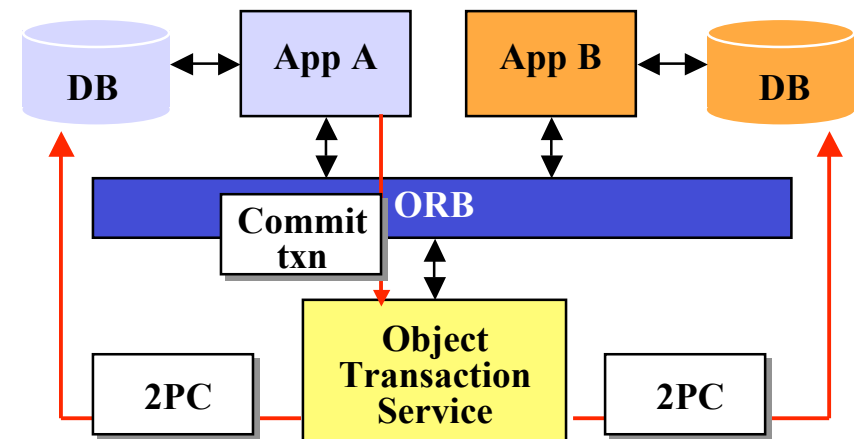 App A
App B
DB
DB
ORB
Commit
txn
Object
Transaction
Service
2PC
2PC